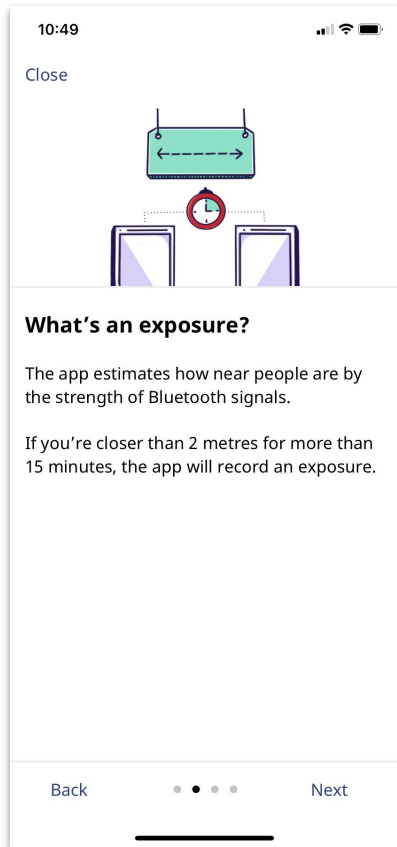 10:49
Close
What’s an exposure?
The app estimates how near people are by
the strength of Bluetooth signals.
If you’re closer than 2 metres for more than
15 minutes, the app will record an exposure.
Back
Next